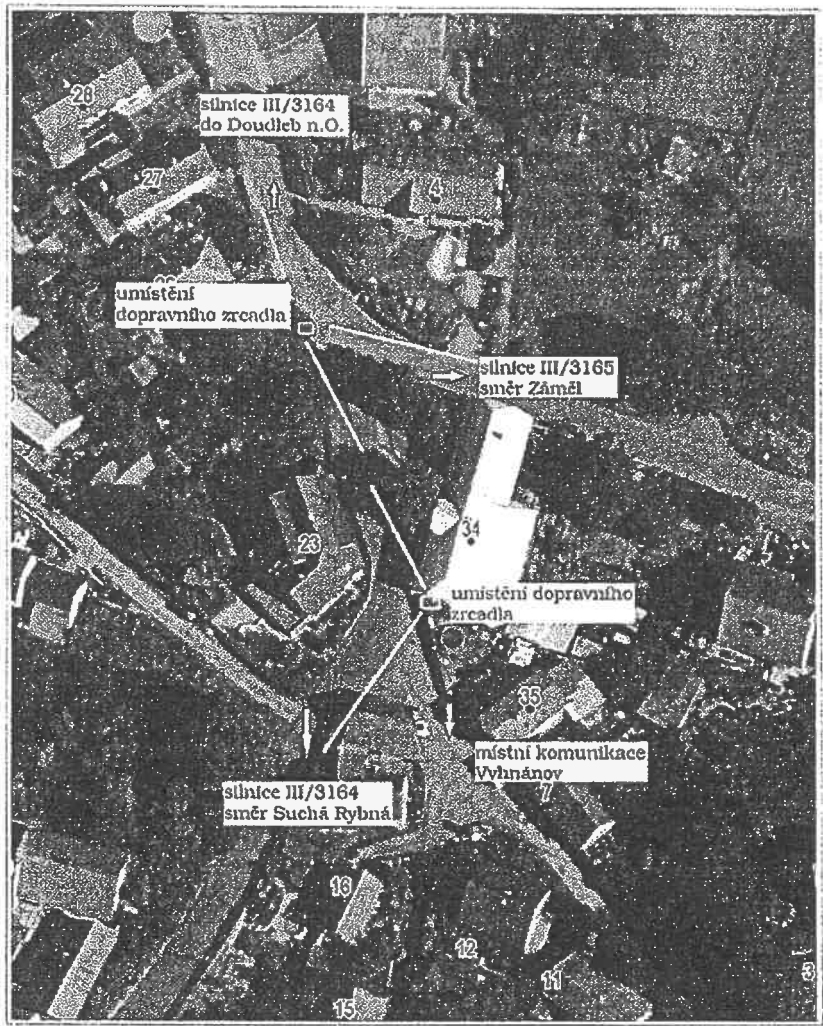 28
silnice III/3164
do Doudleb n.O.
27
4
umístění
dopravního zrcadla
silnice III/3165
směr Záměl
34
23
umístění dopravního
zrcadla
35
místní komunikace
Vyhnánov
7
silnice III/3164
směr Suchá Rybná
16
12
11
15
3